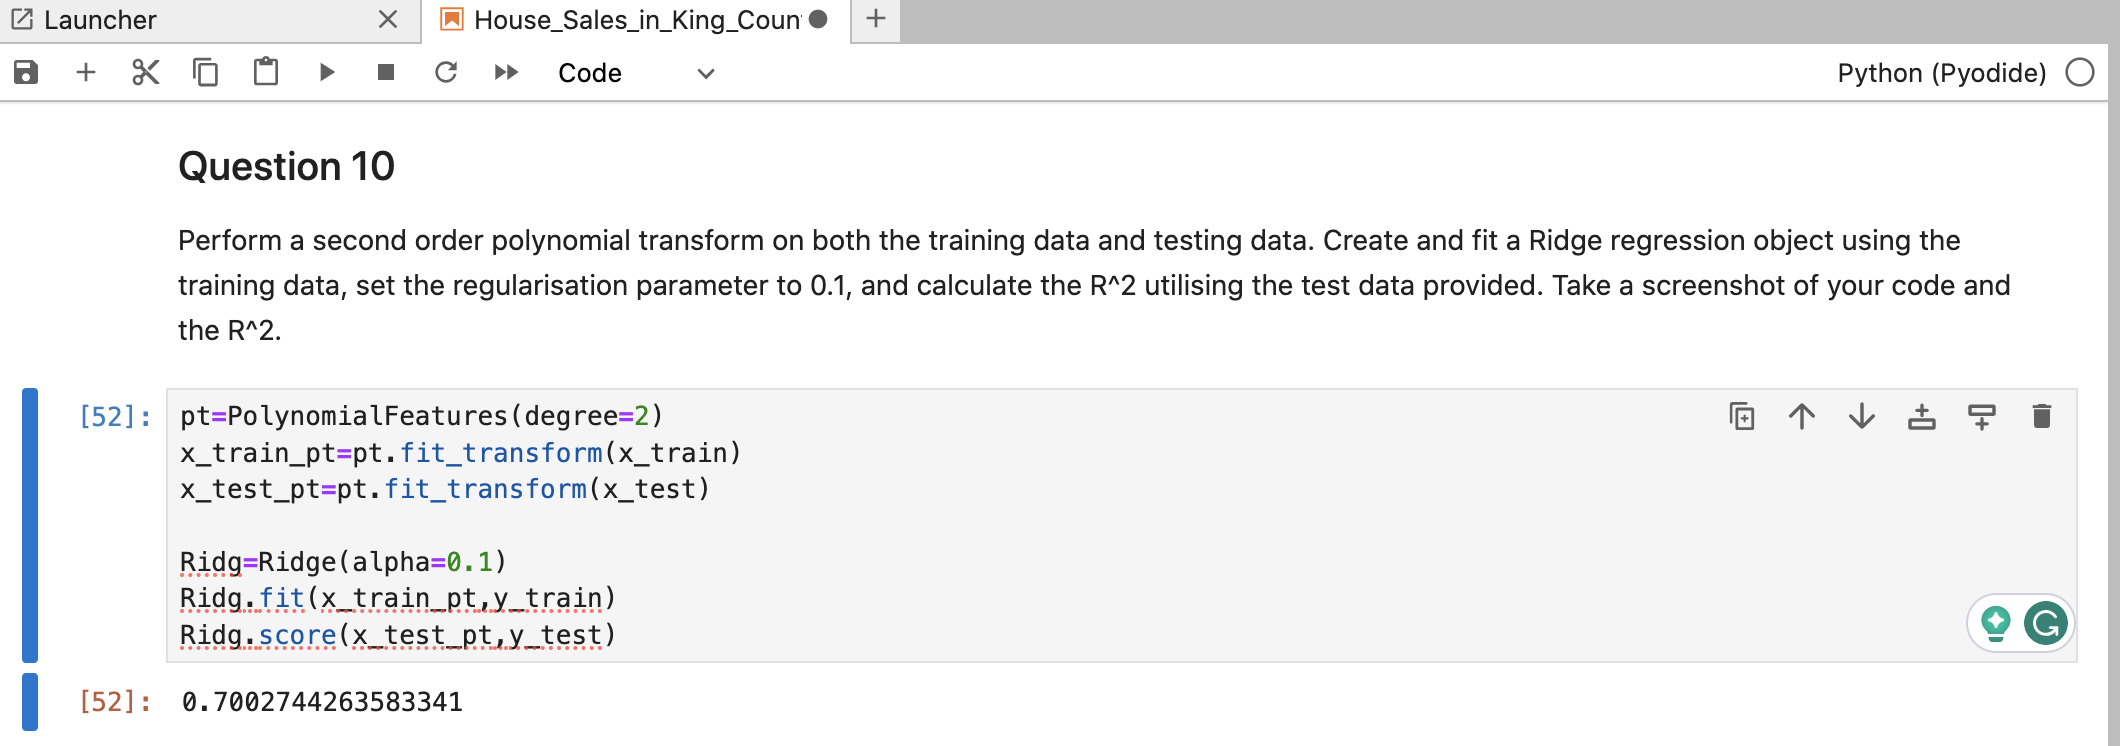 Launcher
House_Sales_in_King_Coun
Code
Python (Pyodide)
Question 10
Perform a second order polynomial transform on both the training data and testing data. Create and fit a Ridge regression object using the
training data, set the regularisation parameter to 0.1, and calculate the R^2 utilising the test data provided. Take a screenshot of your code and
the R^2.
[52]:
pt=PolynomialFeatures(degree=2)
x_train_pt=pt.fit_transform(x_train)
x_test_pt=pt.fit_transform(x_test)
Ridg=Ridge(alpha=0.1)
Ridg.fit(x_train_pt,y_train)
Ridg.score(x_test_pt,y_test)
[52]: 0.7002744263583341